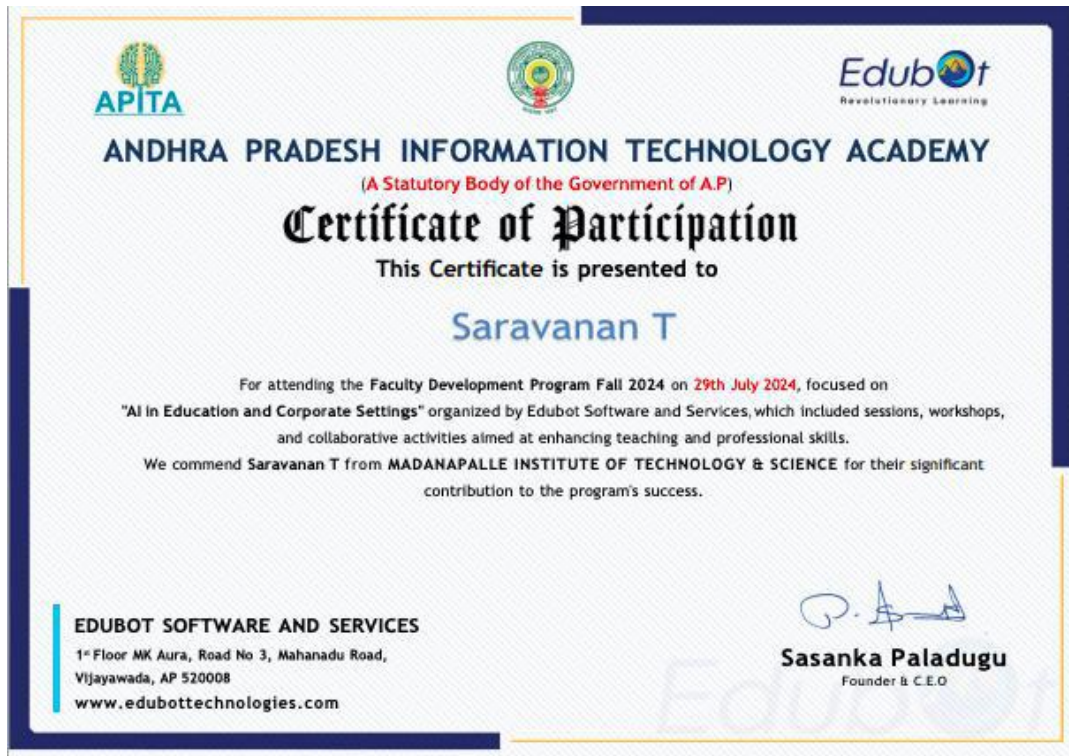 APITA
Edubot
Revolutionary Learning
ANDHRA PRADESH INFORMATION TECHNOLOGY ACADEMY
(A Statutory Body of the Government of A.P)
Certificate of Participation
This Certificate is presented to
Saravanan T
For attending the Faculty Development Program Fall 2024 on 29th July 2024, focused on
"AI in Education and Corporate Settings" organized by Edubot Software and Services, which included sessions, workshops,
and collaborative activities aimed at enhancing teaching and professional skills.
We commend Saravanan T from MADANAPALLE INSTITUTE OF TECHNOLOGY & SCIENCE for their significant
contribution to the program's success.
EDUBOT SOFTWARE AND SERVICES
1st Floor MK Aura, Road No 3, Mahanadu Road,
Vijayawada, AP 520008
www.edubottechnologies.com
Sasanka Paladugu
Founder & C.E.O
Edubot